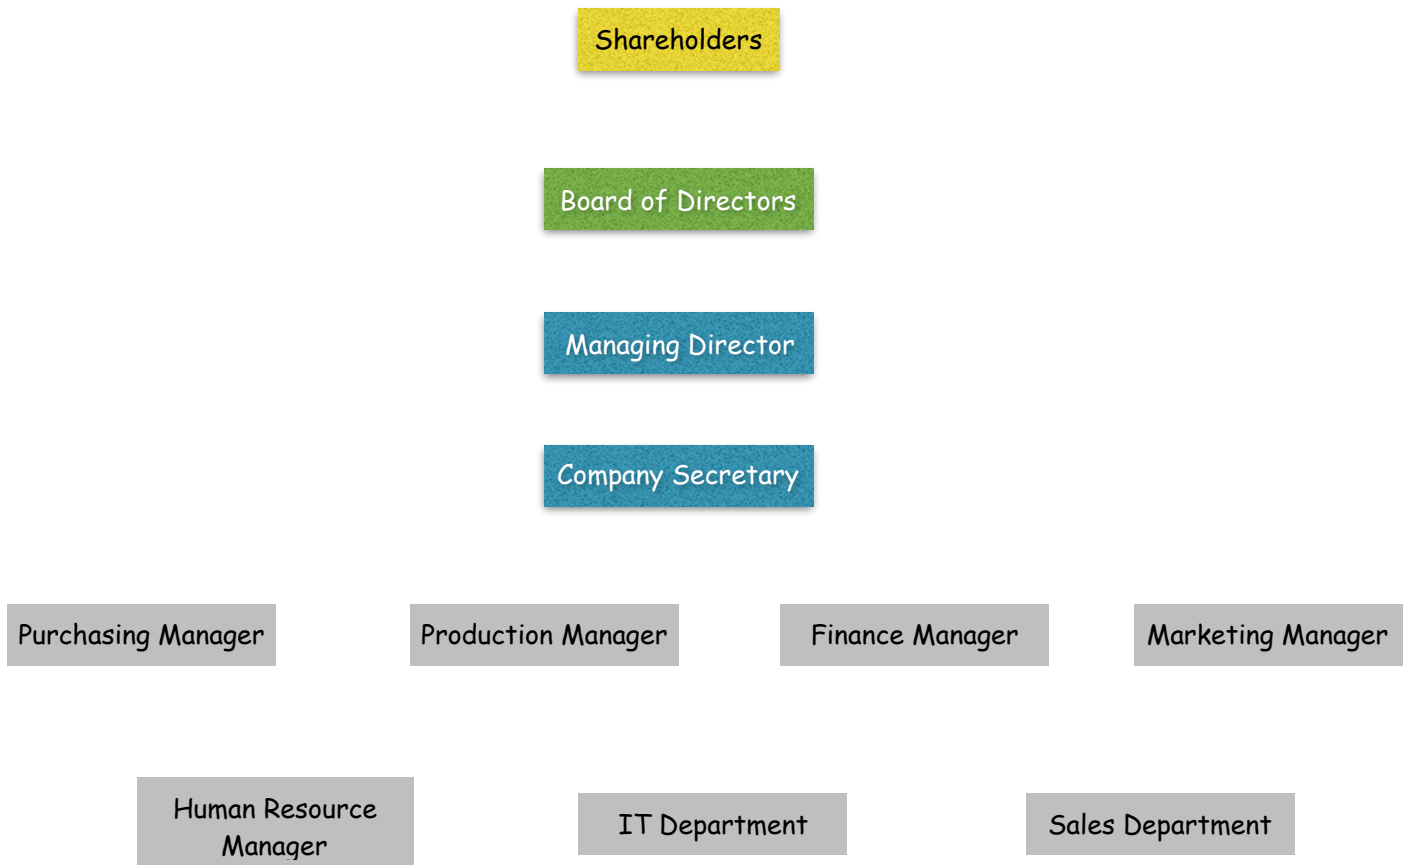 Shareholders
Board of Directors
Managing Director
Company Secretary
Purchasing Manager
Production Manager
Finance Manager
Marketing Manager
Human Resource
Manager
IT Department
Sales Department